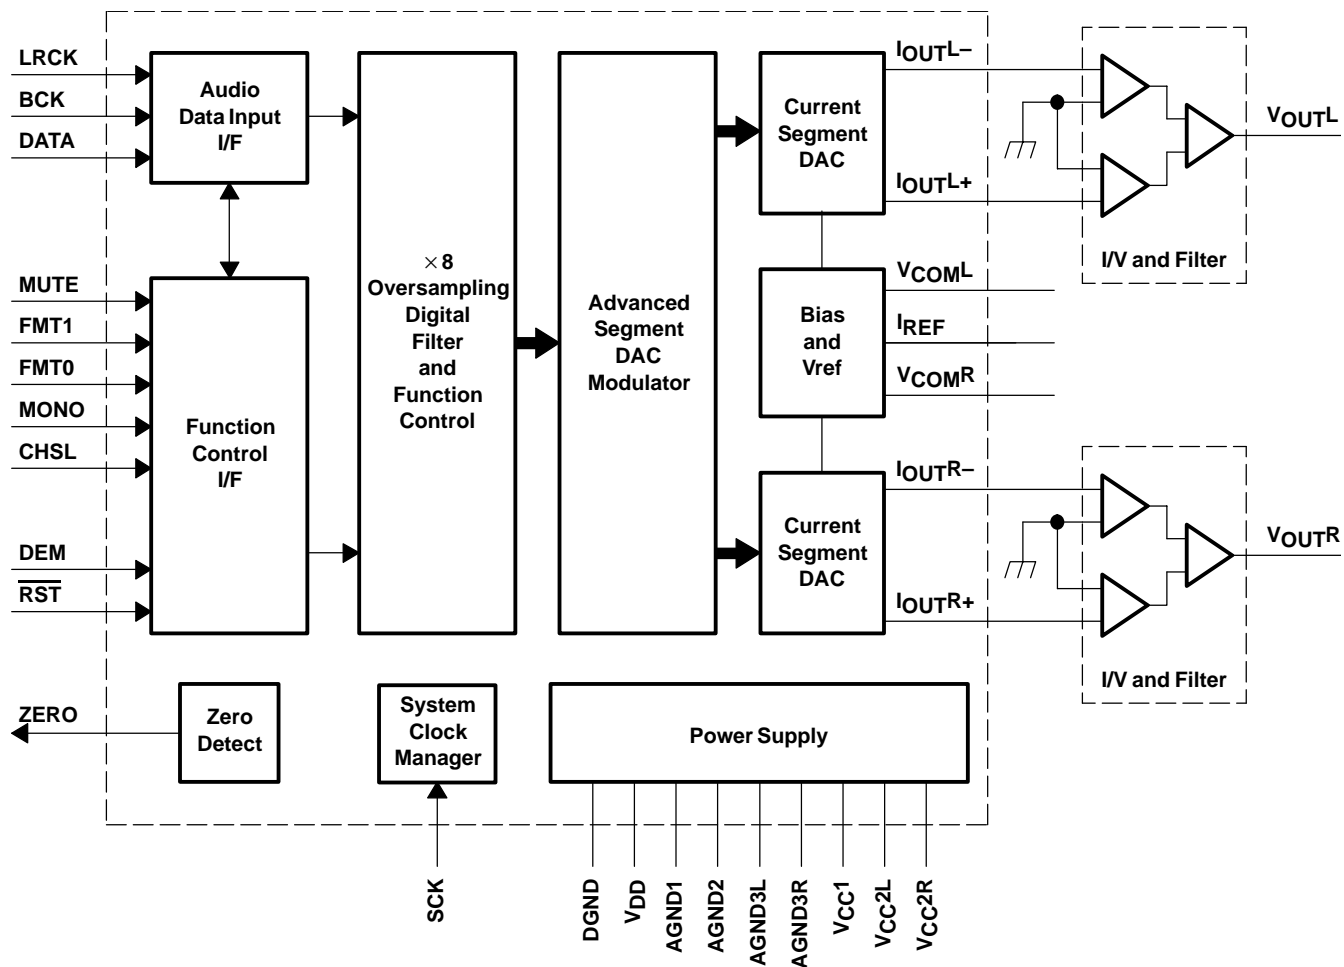 LRCK
BCK
DATA
MUTE
FMT1
FMT0
MONO
CHSL
DEM
RST
ZERO
Audio
Data Input
I/F
Function
Control
I/F
Zero
Detect
× 8
Oversampling
Digital
Filter
and
Function
Control
System
Clock
Manager
SCK
Advanced
Segment
DAC
Modulator
Current
Segment
DAC
Bias
and
Vref
Current
Segment
DAC
Power Supply
DGND
VDD
AGND1
AGND2
AGND3L
AGND3R
VCC1
VCC2L
VCC2R
IOUTL–
IOUTL+
VCOML
IREF
VCOMR
IOUTR–
IOUTR+
I/V and Filter
VOUTL
I/V and Filter
VOUTR